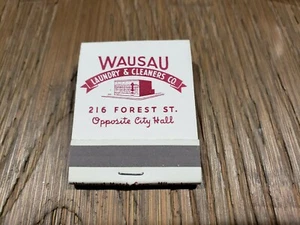 WAUSAU
LAUNDRY & CLEANERS CO.
216 FOREST ST.
Opposite City Hall